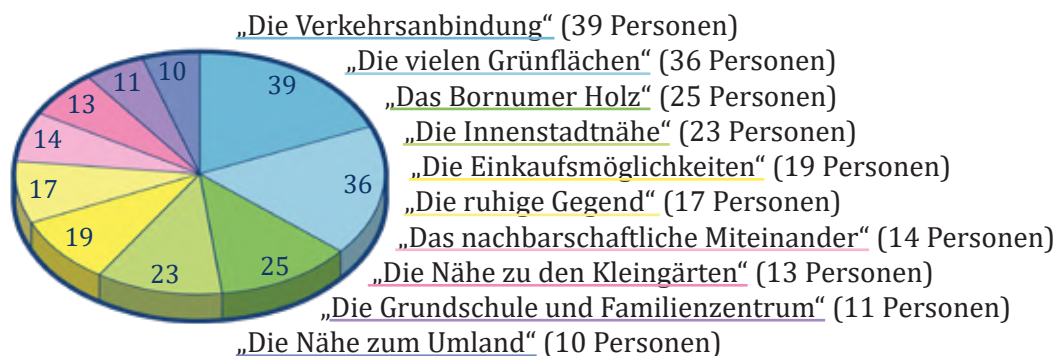 „Die Verkehrsanbindung“ (39 Personen)
„Die vielen Grünflächen“ (36 Personen)
„Das Bornumer Holz“ (25 Personen)
„Die Innenstadtnähe“ (23 Personen)
„Die Einkaufsmöglichkeiten“ (19 Personen)
„Die ruhige Gegend“ (17 Personen)
„Das nachbarschaftliche Miteinander“ (14 Personen)
„Die Nähe zu den Kleingärten“ (13 Personen)
„Die Grundschule und Familienzentrum“ (11 Personen)
„Die Nähe zum Umland“ (10 Personen)
39
36
25
23
19
17
14
13
11
10